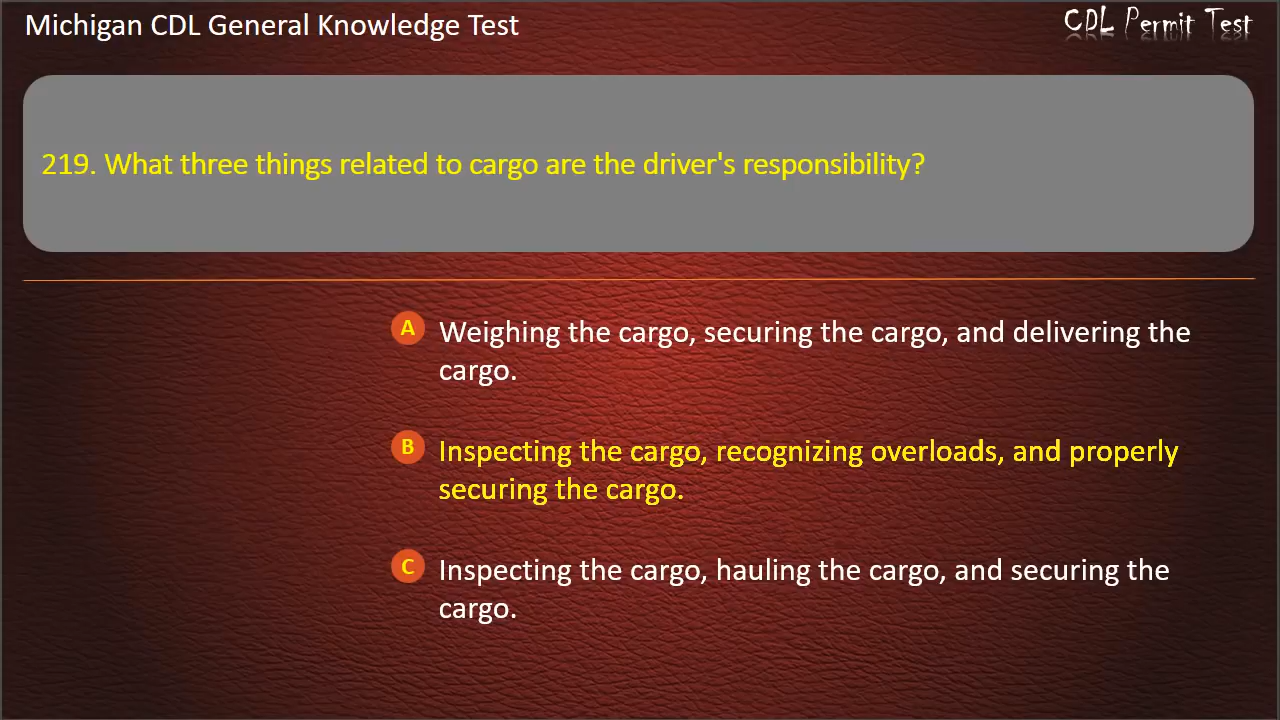 Michigan CDL General Knowledge Test
CDL Permit Test
219. What three things related to cargo are the driver's responsibility?
A Weighing the cargo, securing the cargo, and delivering the
cargo.
B Inspecting the cargo, recognizing overloads, and properly
securing the cargo.
C Inspecting the cargo, hauling the cargo, and securing the
cargo.